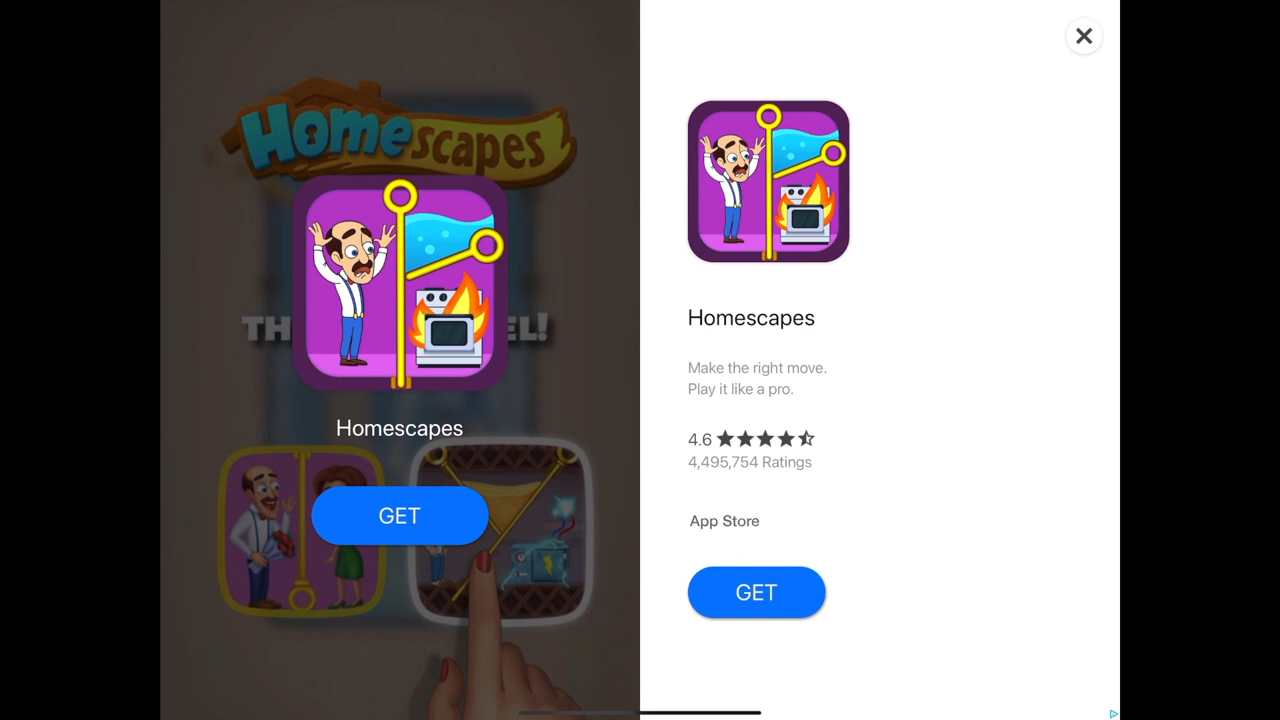 Homescapes
TH EL!
Homescapes
GET
Homescapes
Make the right move.
Play it like a pro.
4.6
4,495,754 Ratings
App Store
GET